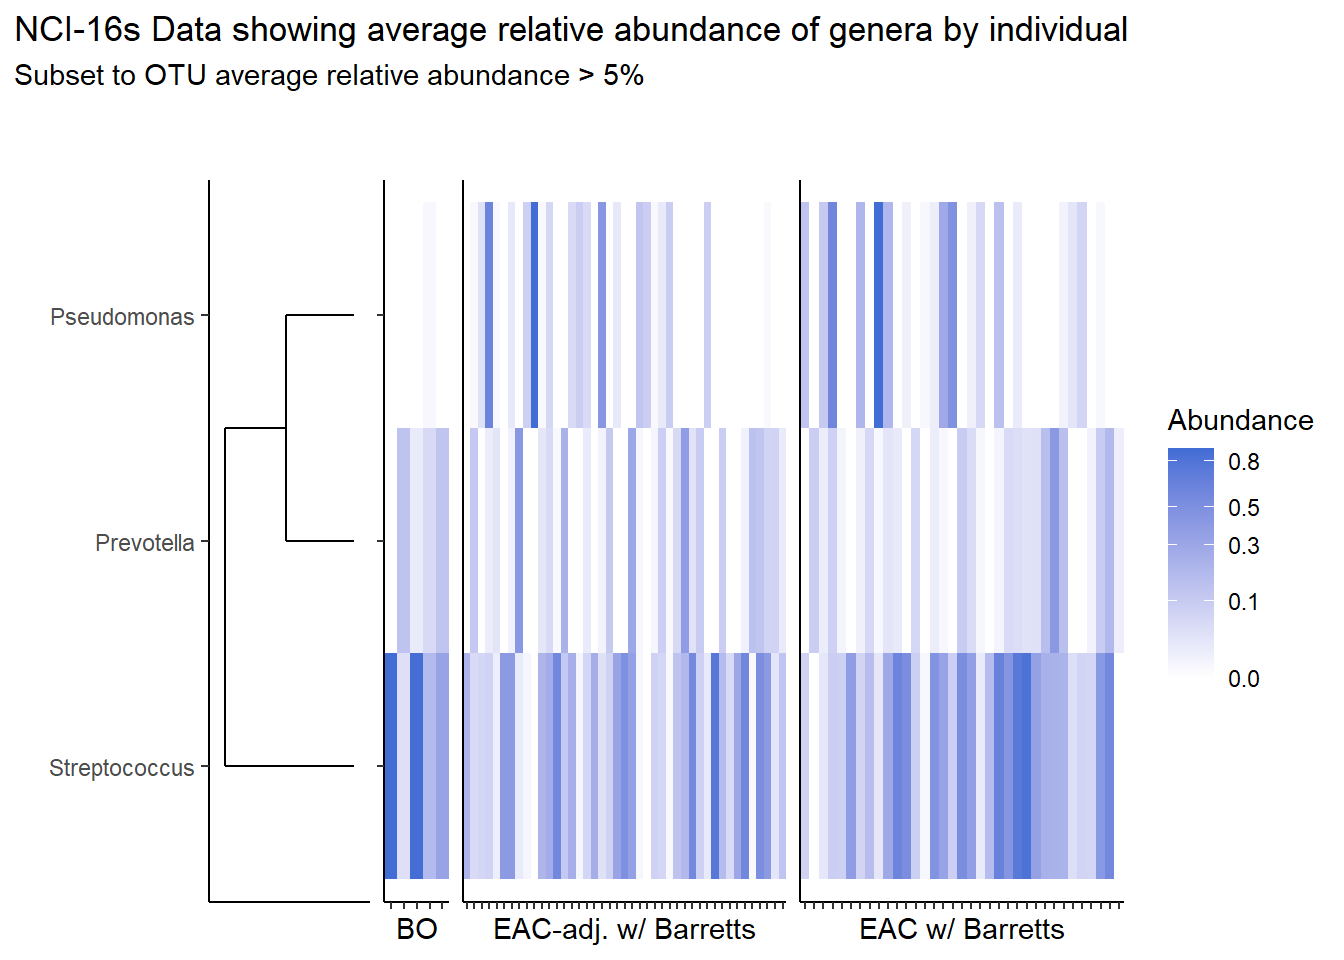 NCI-16s Data showing average relative abundance of genera by individual
Subset to OTU average relative abundance > 5%
Pseudomonas
Prevotella
Streptococcus
BO
EAC-adj. w/ Barretts
EAC w/ Barretts
Abundance
0.8
0.5
0.3
0.1
0.0